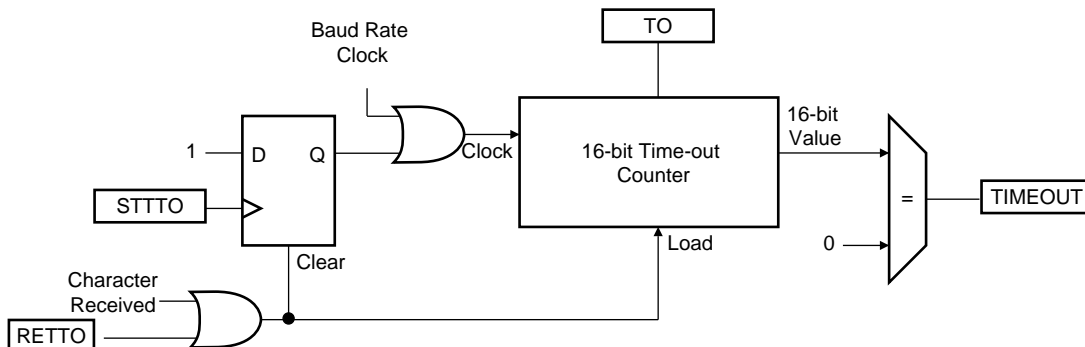 TO
Baud Rate
Clock
16-bit
Value
1
D
Q
Clock
16-bit Time-out
Counter
STTTO
=
TIMEOUT
Clear
Load
0
Character
Received
RETTO